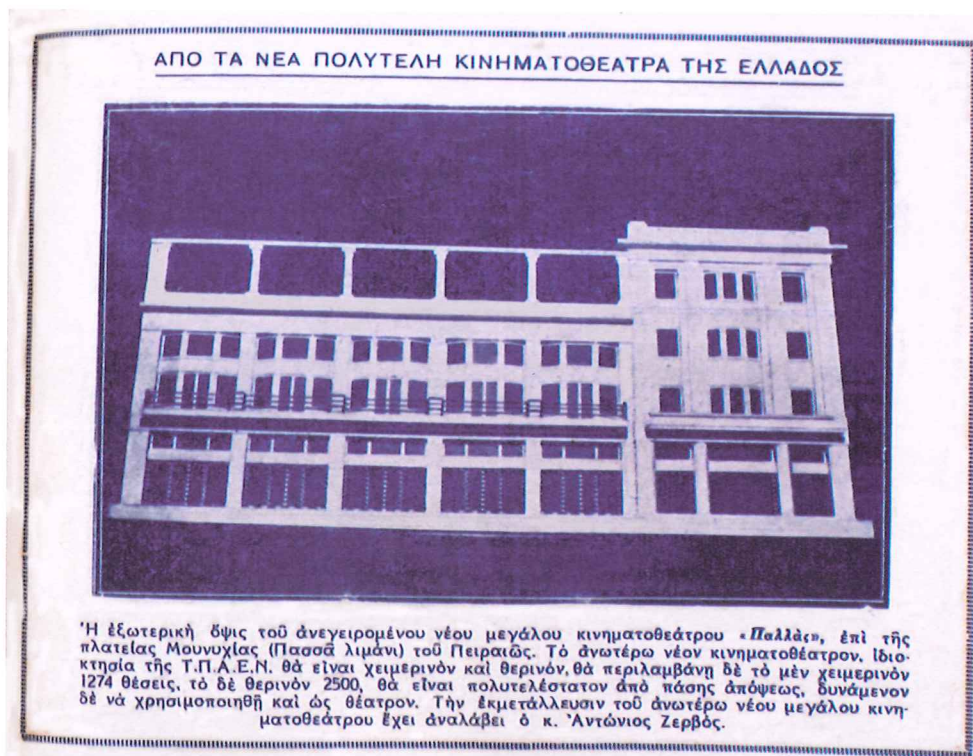 ΑΠΟ ΤΑ ΝΕΑ ΠΟΛΥΤΕΛΗ ΚΙΝΗΜΑΤΟΘΕΑΤΡΑ ΤΗΣ ΕΛΛΑΔΟΣ
Ἡ ἐξωτερικὴ ὄψις τοῦ ἀνεγειρομένου νέου μεγάλου κινηματοθεάτρου «Παλλὰς», ἐπὶ τῆς
πλατείας Μουνυχίας (Πασσᾶ λιμάνι) τοῦ Πειραιῶς. Τὸ ἀνωτέρω νέον κινηματοθέατρον, ἰδιο-
κτησία τῆς Τ.Π.Α.Ε.Ν. θὰ εἶναι χειμερινὸν καὶ θερινὸν, θὰ περιλαμβάνῃ δὲ τὸ μὲν χειμερινὸν
1274 θέσεις, τὸ δὲ θερινὸν 2500, θὰ εἶναι πολυτελέστατον ἀπὸ πάσης ἀπόψεως, δυνάμενον
δὲ νὰ χρησιμοποιηθῇ καὶ ὡς θέατρον. Τὴν ἐκμετάλλευσιν τοῦ ἀνωτέρω νέου μεγάλου κινη-
ματοθεάτρου ἔχει ἀναλάβει ὁ κ. Ἀντώνιος Ζερβός.